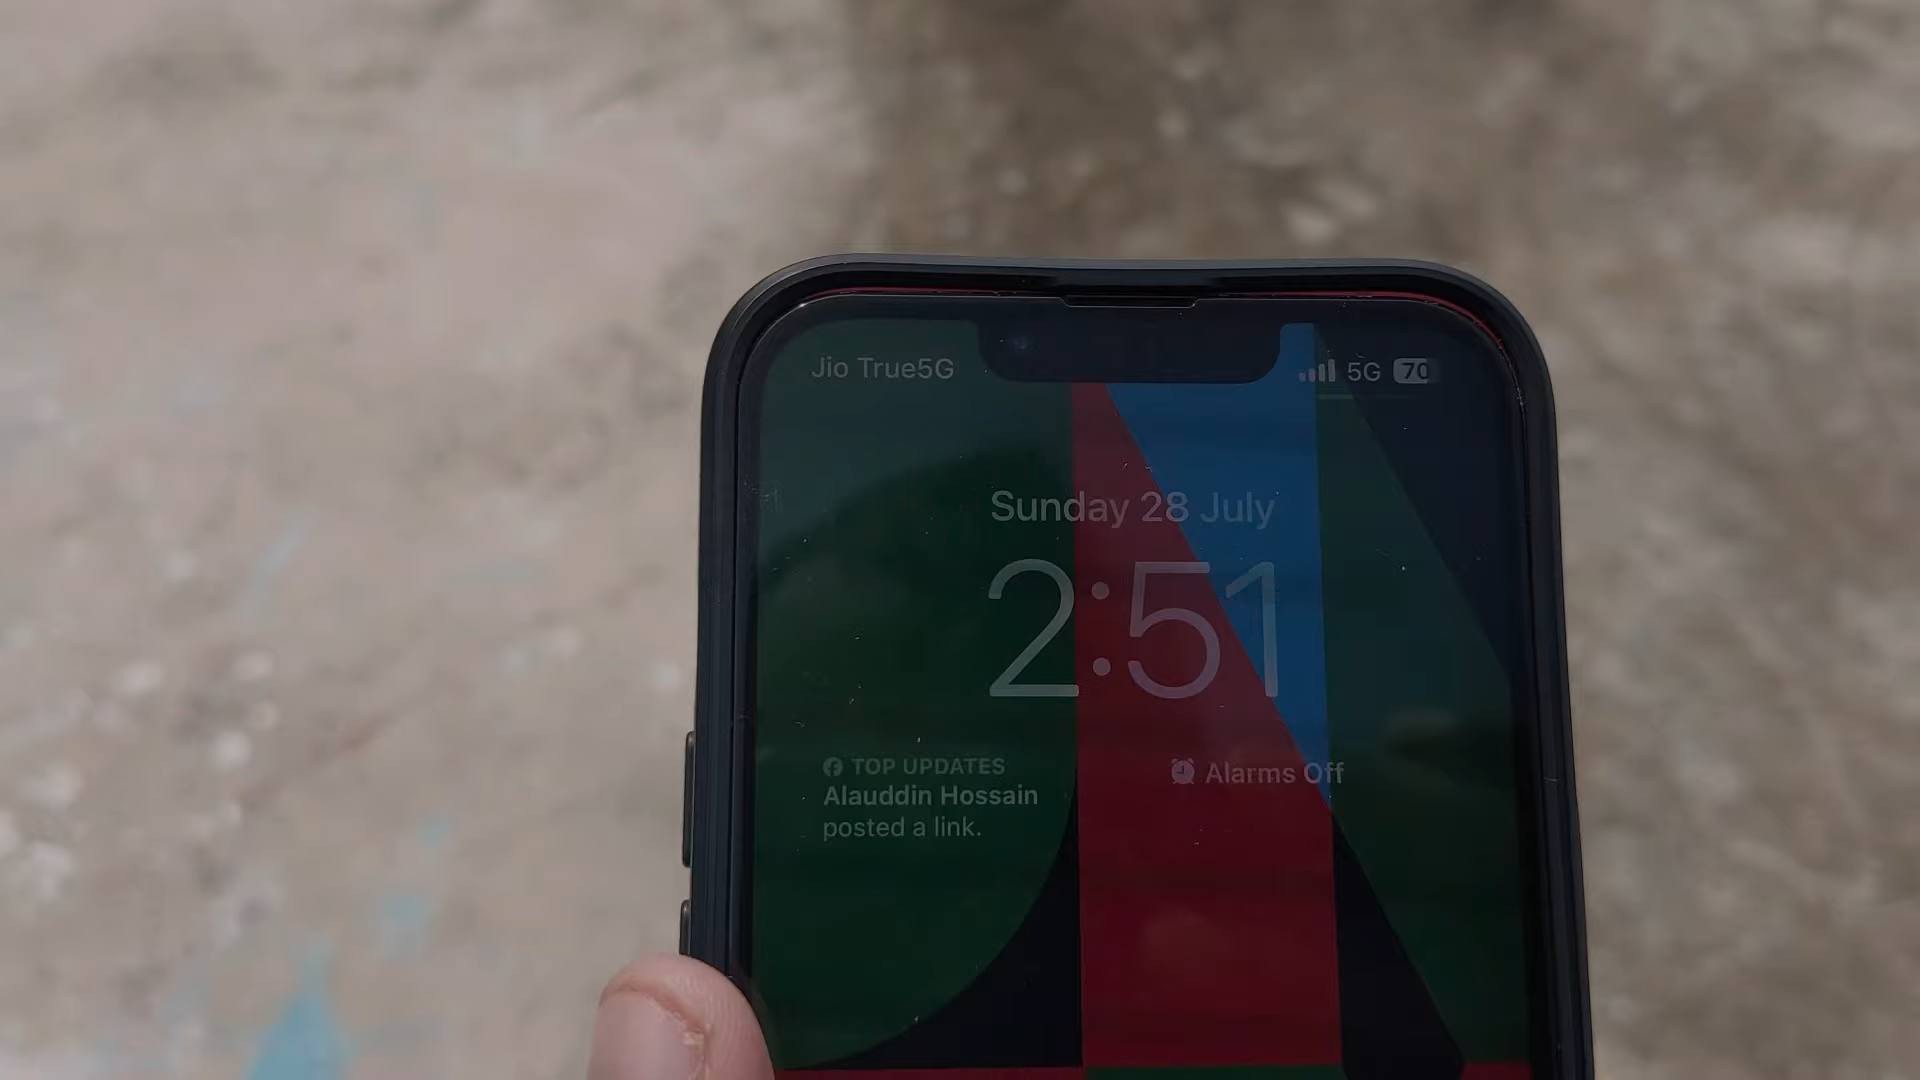 Jio True5G
5G 70
Sunday 28 July
2:51
TOP UPDATES
Alauddin Hossain
posted a link.
Alarms Off